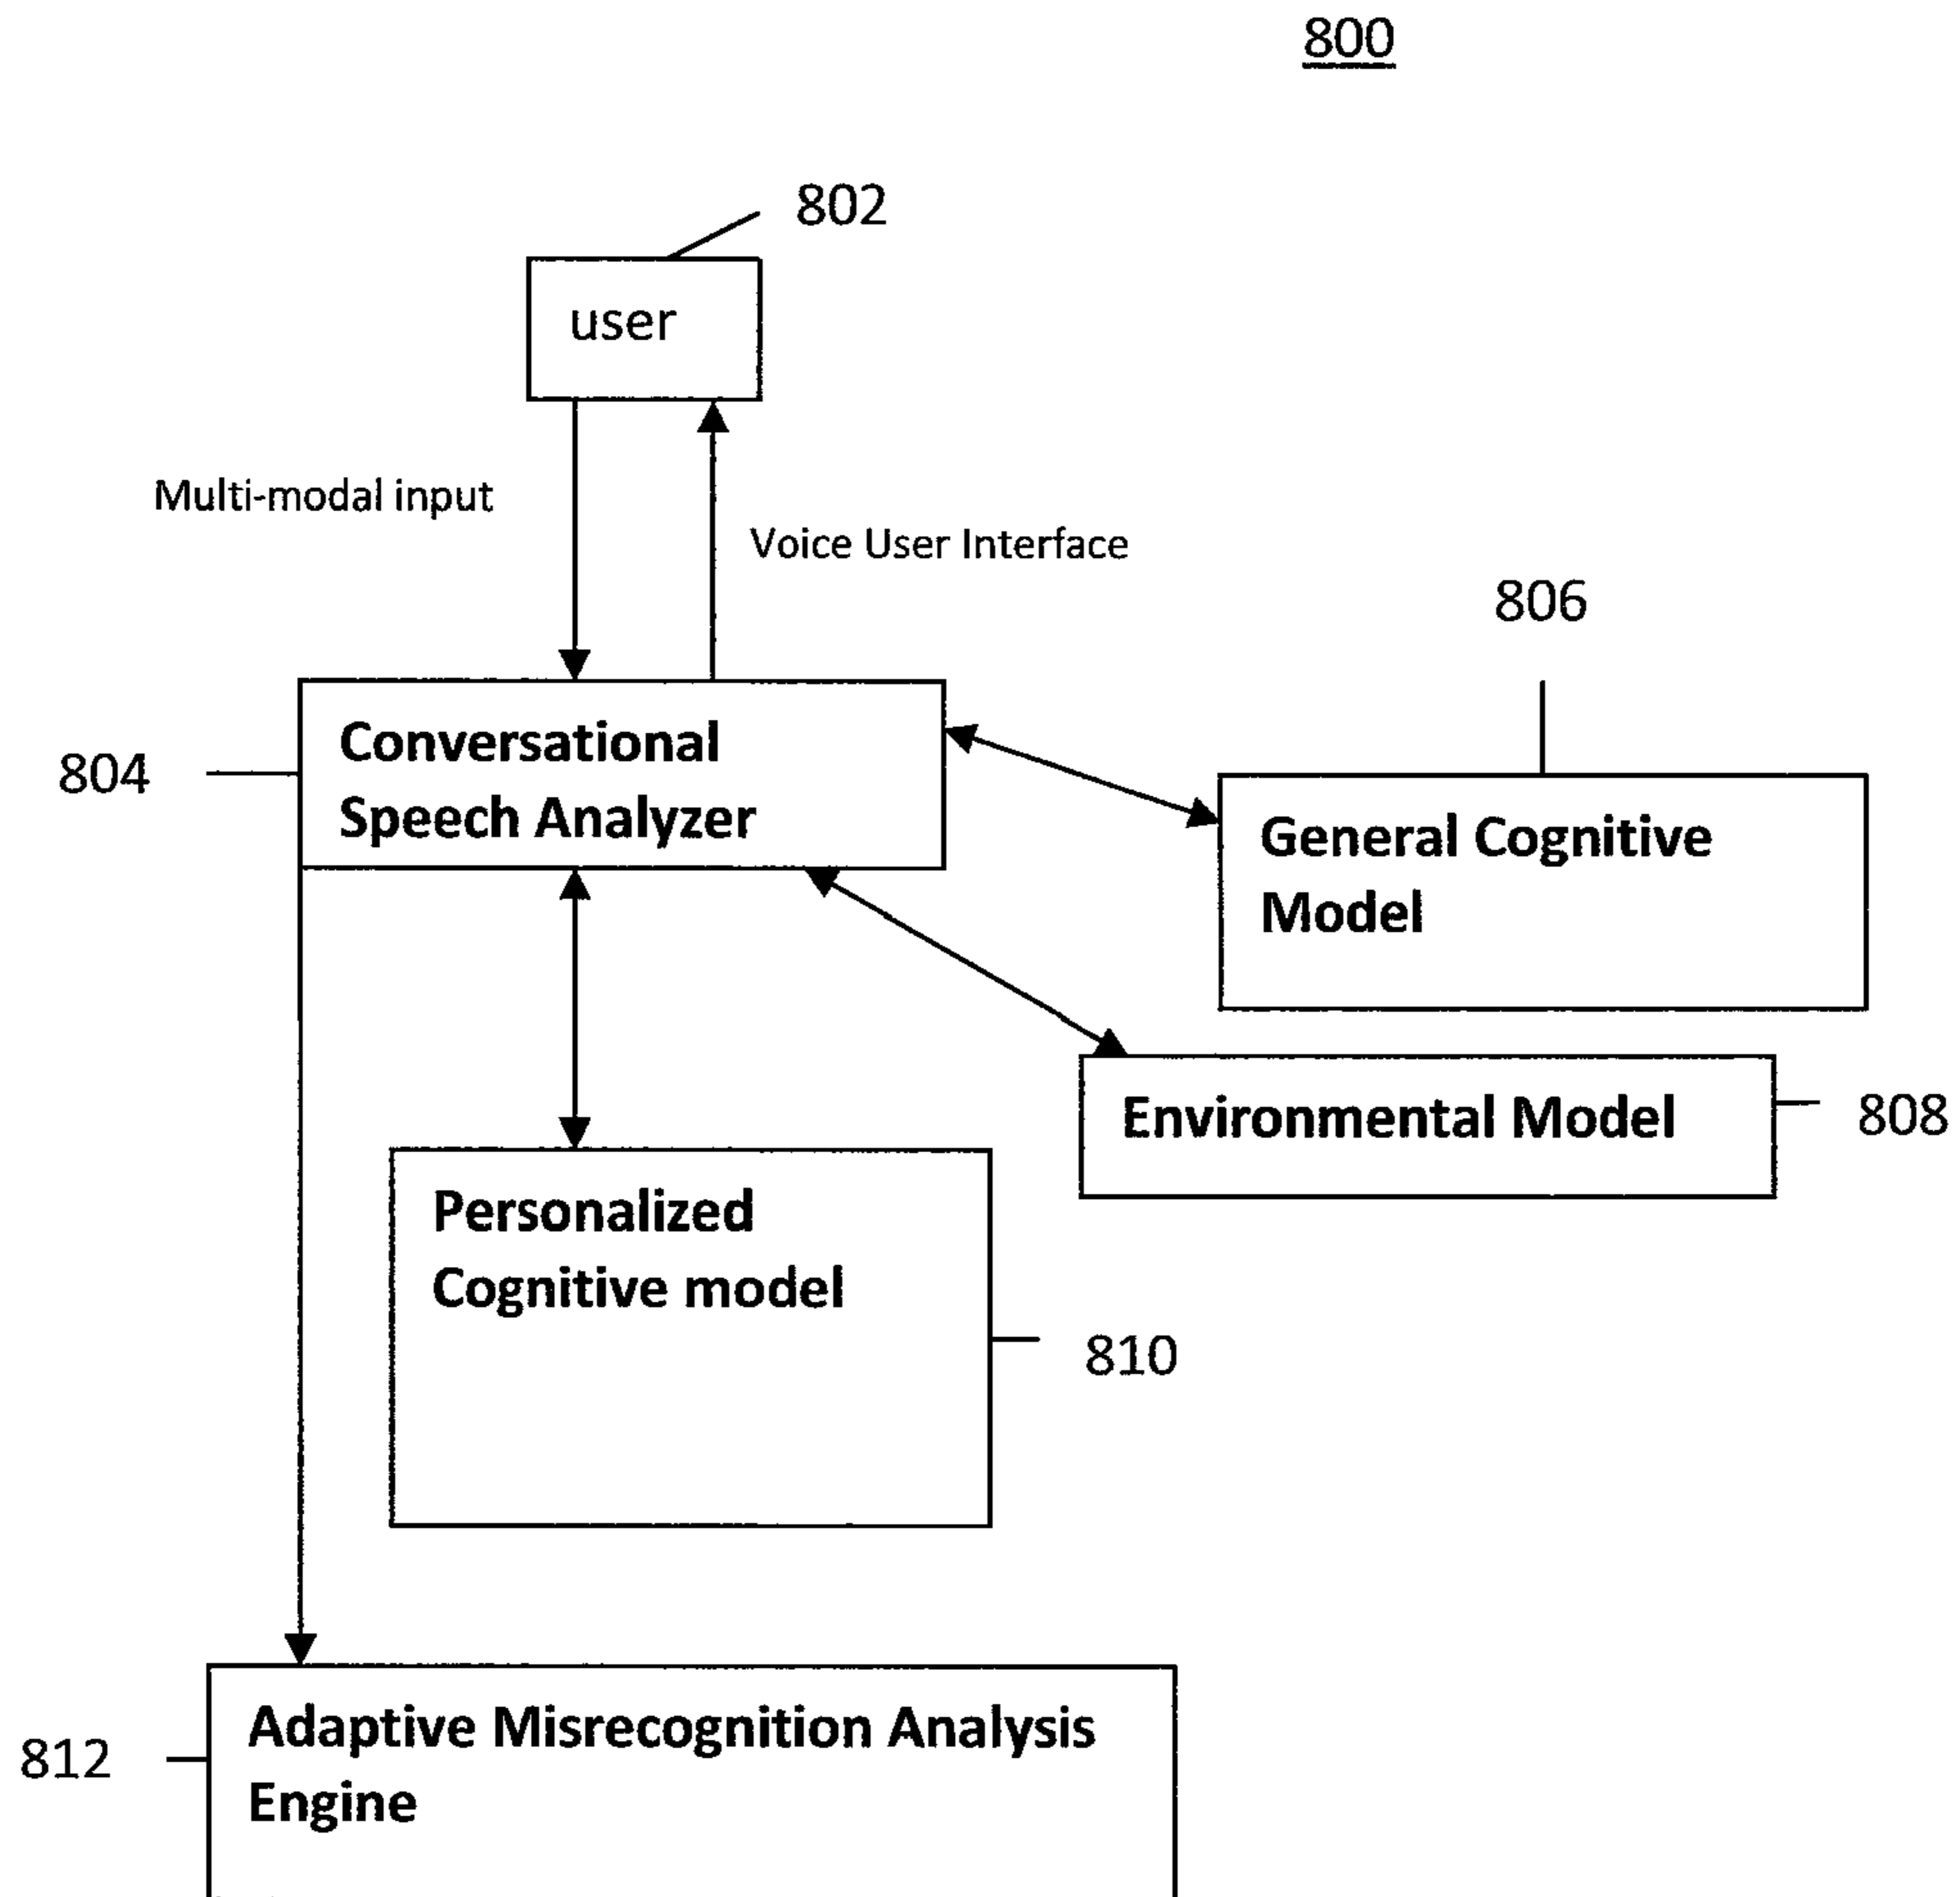 800
802
user
Multi-modal input
Voice User Interface
806
804
Conversational
Speech Analyzer
General Cognitive
Model
Environmental Model
808
Personalized
Cognitive model
810
812
Adaptive Misrecognition Analysis
Engine